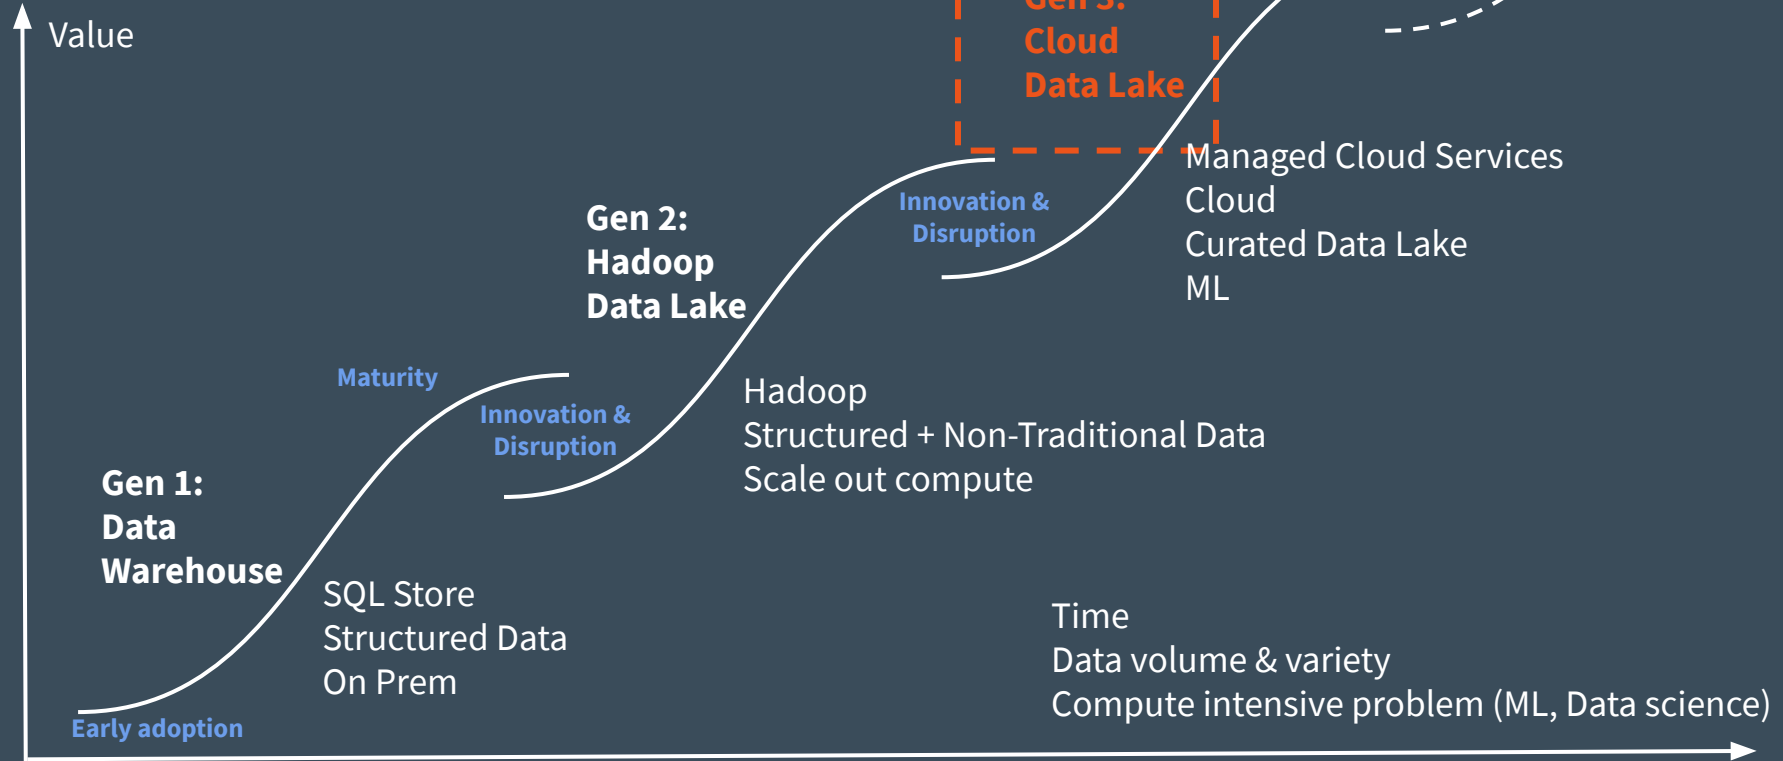 Value
Gen 3:
Cloud
Data Lake
Managed Cloud Services
Cloud
Curated Data Lake
ML
Innovation &
Disruption
Gen 2:
Hadoop
Data Lake
Hadoop
Structured + Non-Traditional Data
Scale out compute
Maturity
Innovation &
Disruption
Gen 1:
Data
Warehouse
SQL Store
Structured Data
On Prem
Early adoption
Time
Data volume & variety
Compute intensive problem (ML, Data science)